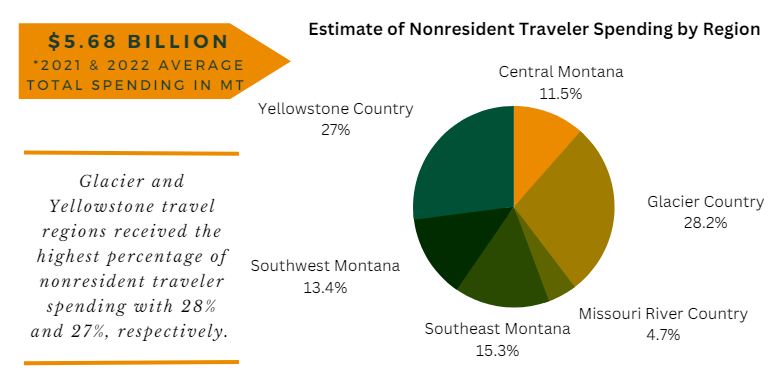 $5.68 BILLION
*2021 & 2022 AVERAGE
TOTAL SPENDING IN MT
Glacier and
Yellowstone travel
regions received the
highest percentage of
nonresident traveler
spending with 28%
and 27%, respectively.
Estimate of Nonresident Traveler Spending by Region
Central Montana
11.5%
Yellowstone Country
27%
Glacier Country
28.2%
Southwest Montana
13.4%
Missouri River Country
4.7%
Southeast Montana
15.3%